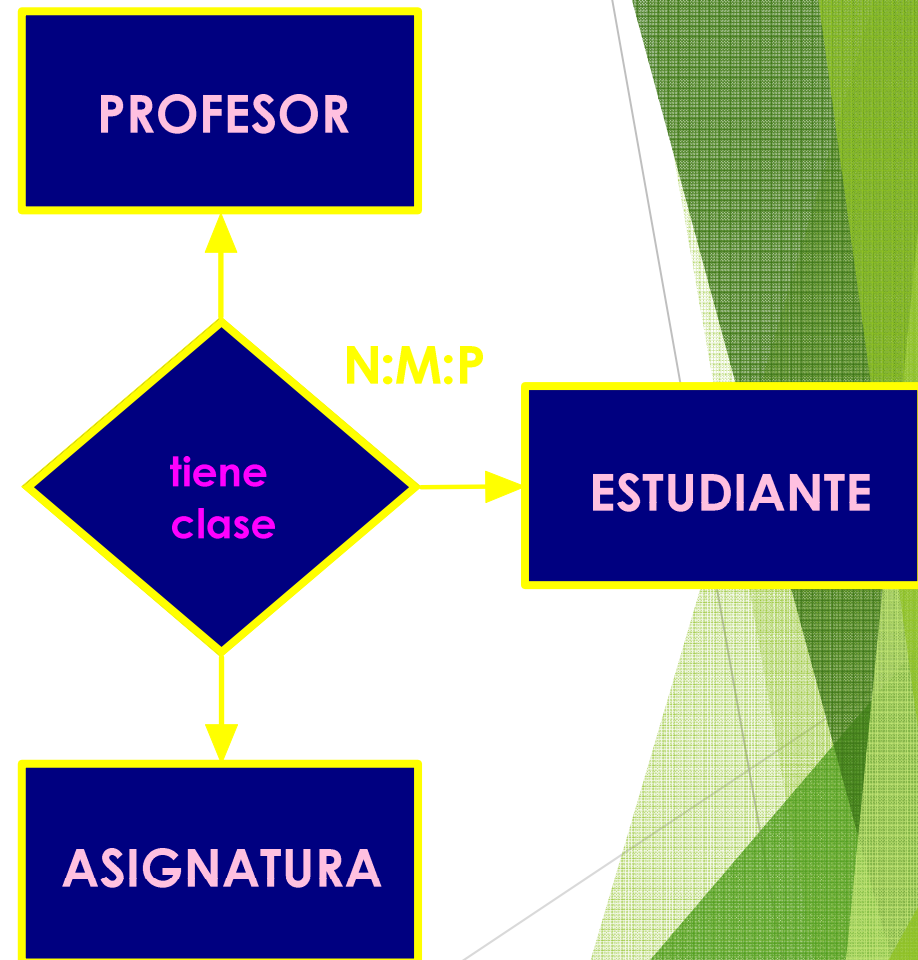 PROFESOR
N:M:P
tiene
clase
ESTUDIANTE
ASIGNATURA